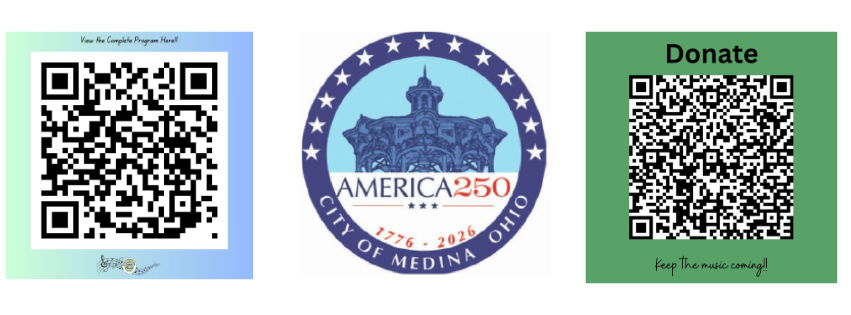 View the Complete Program Here!!
AMERICA250
1776 - 2026
CITY OF MEDINA OHIO
Donate
Keep the music coming!!